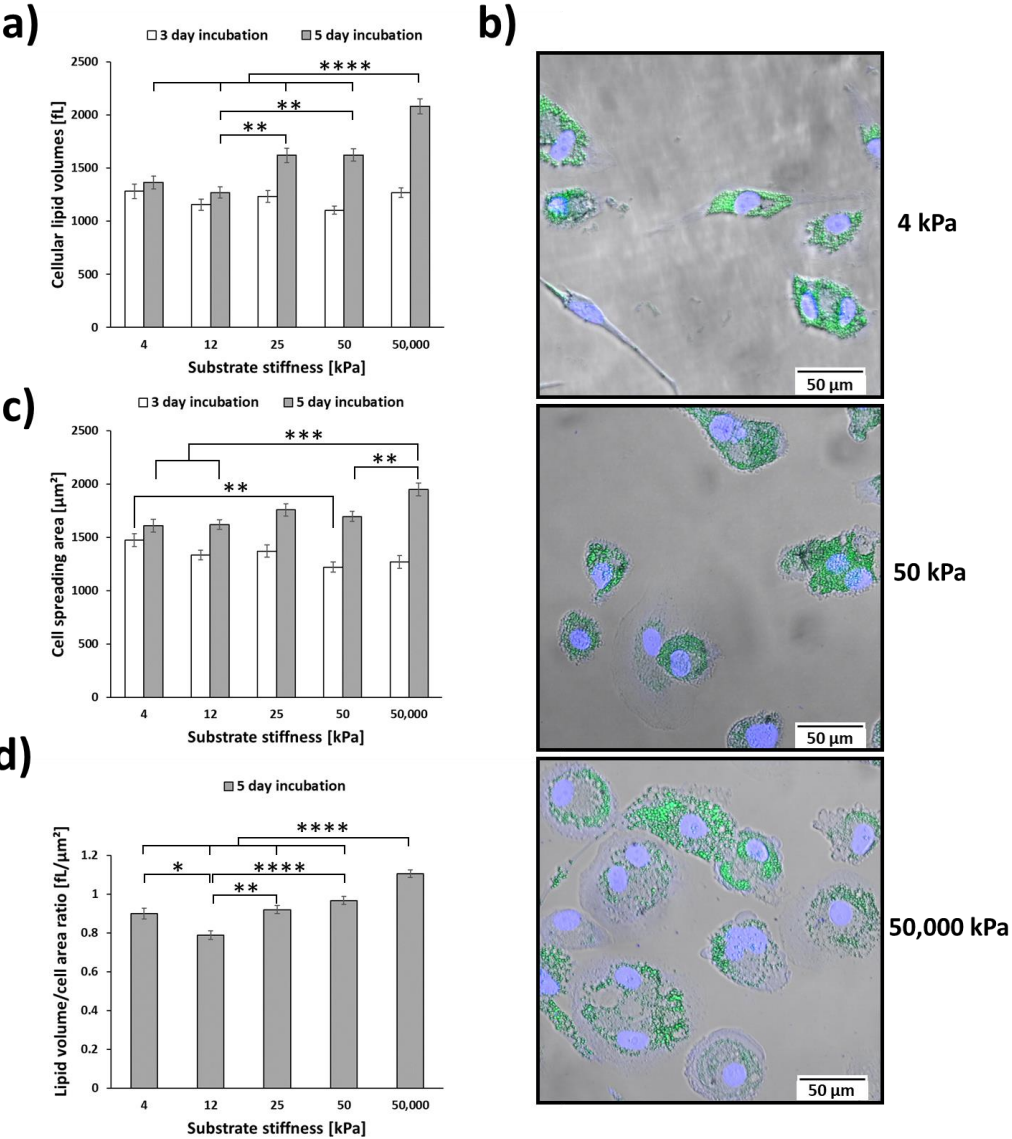 a)
3 day incubation 5 day incubation
****
**
**
2500
2000
1500
1000
500
0
Cellular lipid volumes [fL]
4 12 25 50 50,000
Substrate stiffness [kPa]
b)
4 kPa
50 µm
50 kPa
50 µm
50,000 kPa
50 µm
c)
3 day incubation 5 day incubation
***
**
**
2500
2000
1500
1000
500
0
Cell spreading area [µm²]
4 12 25 50 50,000
Substrate stiffness [kPa]
d)
5 day incubation
****
* ****
**
1.2
1
0.8
0.6
0.4
0.2
0
Lipid volume/cell area ratio [fL/µm²]
4 12 25 50 50,000
Substrate stiffness [kPa]